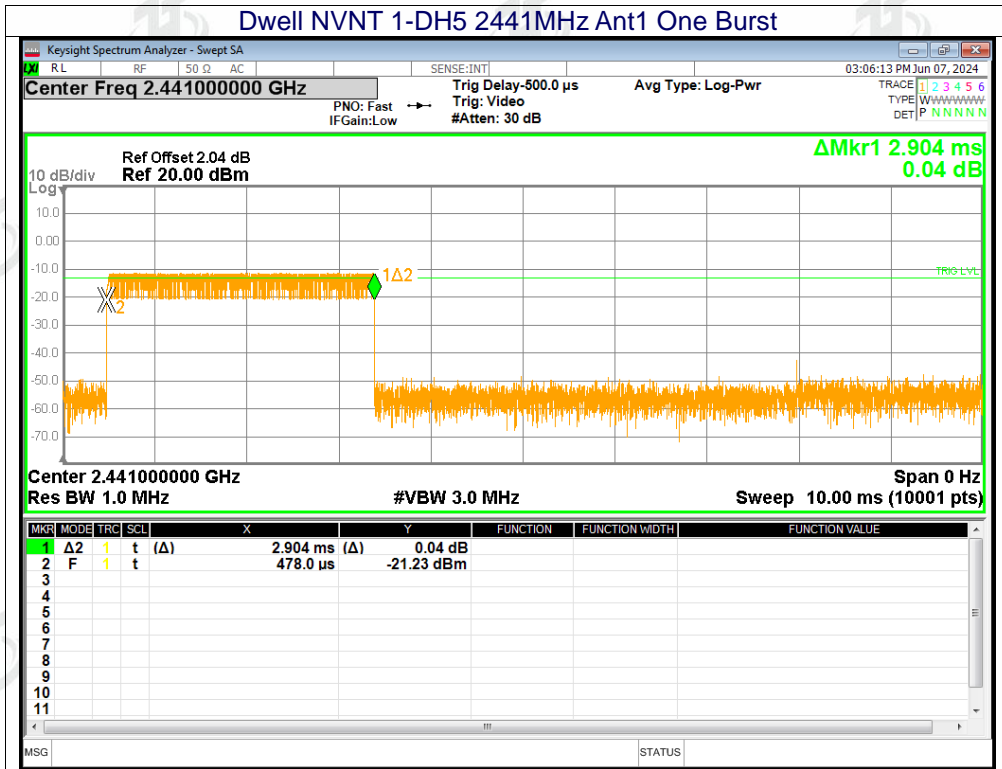 Dwell NVNT 1-DH5 2441MHz Ant1 One Burst
Keysight Spectrum Analyzer - Swept SA
LXI RL RF 50 Ω AC SENSE:INT 03:06:13 PM Jun 07, 2024
Center Freq 2.441000000 GHz Trig Delay-500.0 µs Avg Type: Log-Pwr TRACE 1 2 3 4 5 6
PNO: Fast Trig: Video TYPE WWWWWWW
IFGain:Low #Atten: 30 dB DET P N N N N N
ΔMkr1 2.904 ms
0.04 dB
Ref Offset 2.04 dB
10 dB/div Ref 20.00 dBm
Log
10.0
0.00
-10.0
1Δ2
TRIG LVL
-20.0
2
-30.0
-40.0
-50.0
-60.0
-70.0
Center 2.441000000 GHz Span 0 Hz
Res BW 1.0 MHz #VBW 3.0 MHz Sweep 10.00 ms (10001 pts)
MKR MODE TRC SCL X Y FUNCTION FUNCTION WIDTH FUNCTION VALUE
1 Δ2 1 t (Δ) 2.904 ms (Δ) 0.04 dB
2 F 1 t 478.0 µs -21.23 dBm
3
4
5
6
7
8
9
10
11
MSG STATUS